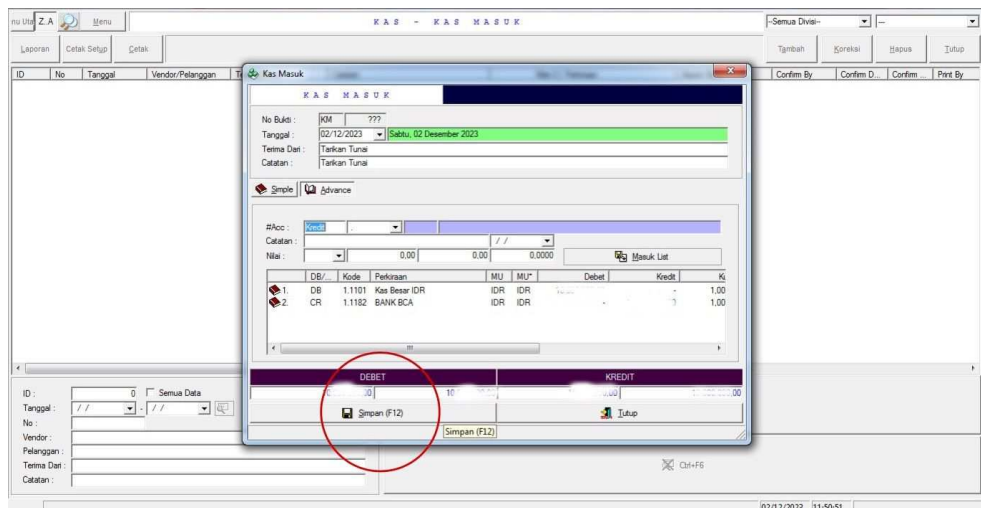 nu Uta Z.A Menu KAS - KAS MASUK --Semua Divisi-- --
Laporan Cetak Setup Cetak Tambah Koreksi Hapus Tutup
ID No Tanggal Vendor/Pelanggan Confirm By Confirm D... Confirm ... Print By
Kas Masuk
KAS MASUK
No Bukti : KM ???
Tanggal : 02/12/2023 Sabtu, 02 Desember 2023
Terima Dari : Tarikan Tunai
Catatan : Tarikan Tunai
Simple Advance
#Acc : Kredit .
Catatan : / /
Nilai : 0,00 0,00 0,0000 Masuk List
DB/... Kode Perkiraan MU MU* Debet Kredit
1. DB 1.1101 Kas Besar IDR IDR IDR - 1,00
2. CR 1.1182 BANK BCA IDR IDR - 1,00
DEBET KREDIT
Simpan (F12) Tutup
Simpan (F12)
ID : 0 Semua Data
Tanggal : / / - / /
No :
Vendor :
Pelanggan :
Terima Dari :
Catatan :
Ctrl+F6
02/12/2023 11:50:51